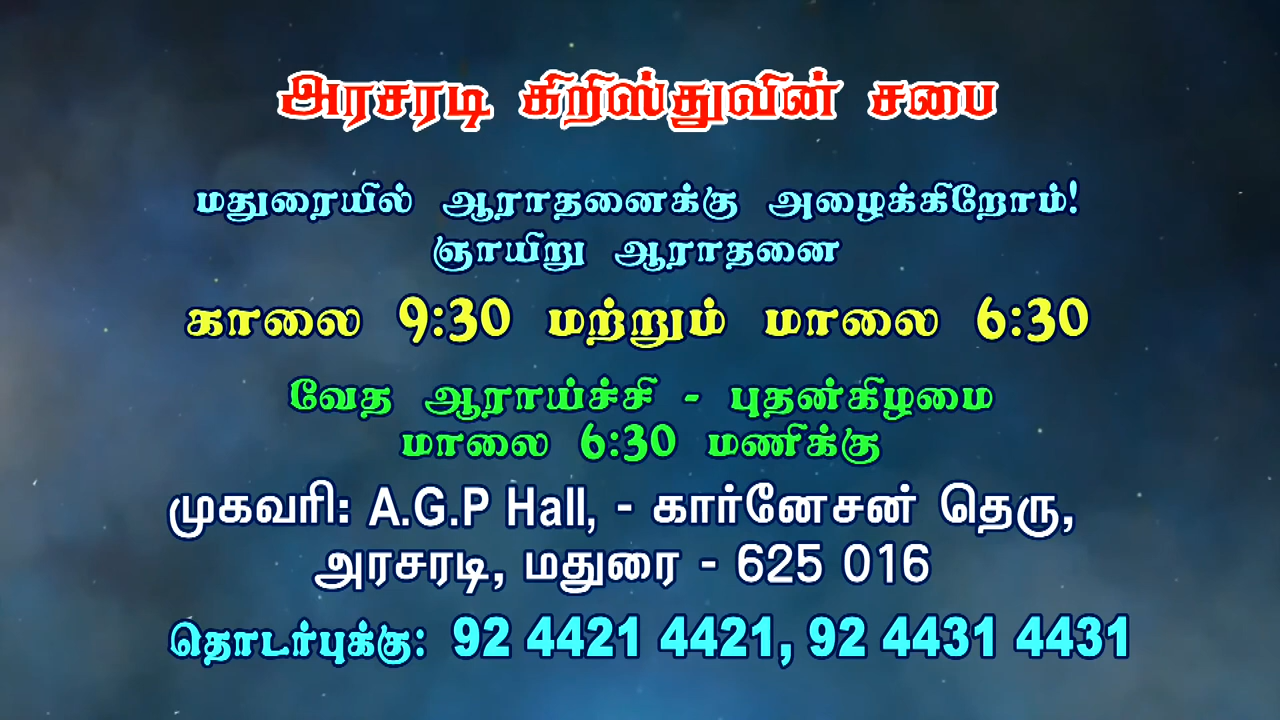 அரசரடி கிறிஸ்துவின் சபை
மதுரையில் ஆராதனைக்கு அழைக்கிறோம்!
ஞாயிறு ஆராதனை
காலை 9:30 மற்றும் மாலை 6:30
வேத ஆராய்ச்சி - புதன்கிழமை
மாலை 6:30 மணிக்கு
முகவரி: A.G.P Hall, - கார்னேசன் தெரு,
அரசரடி, மதுரை - 625 016
தொடர்புக்கு: 92 4421 4421, 92 4431 4431